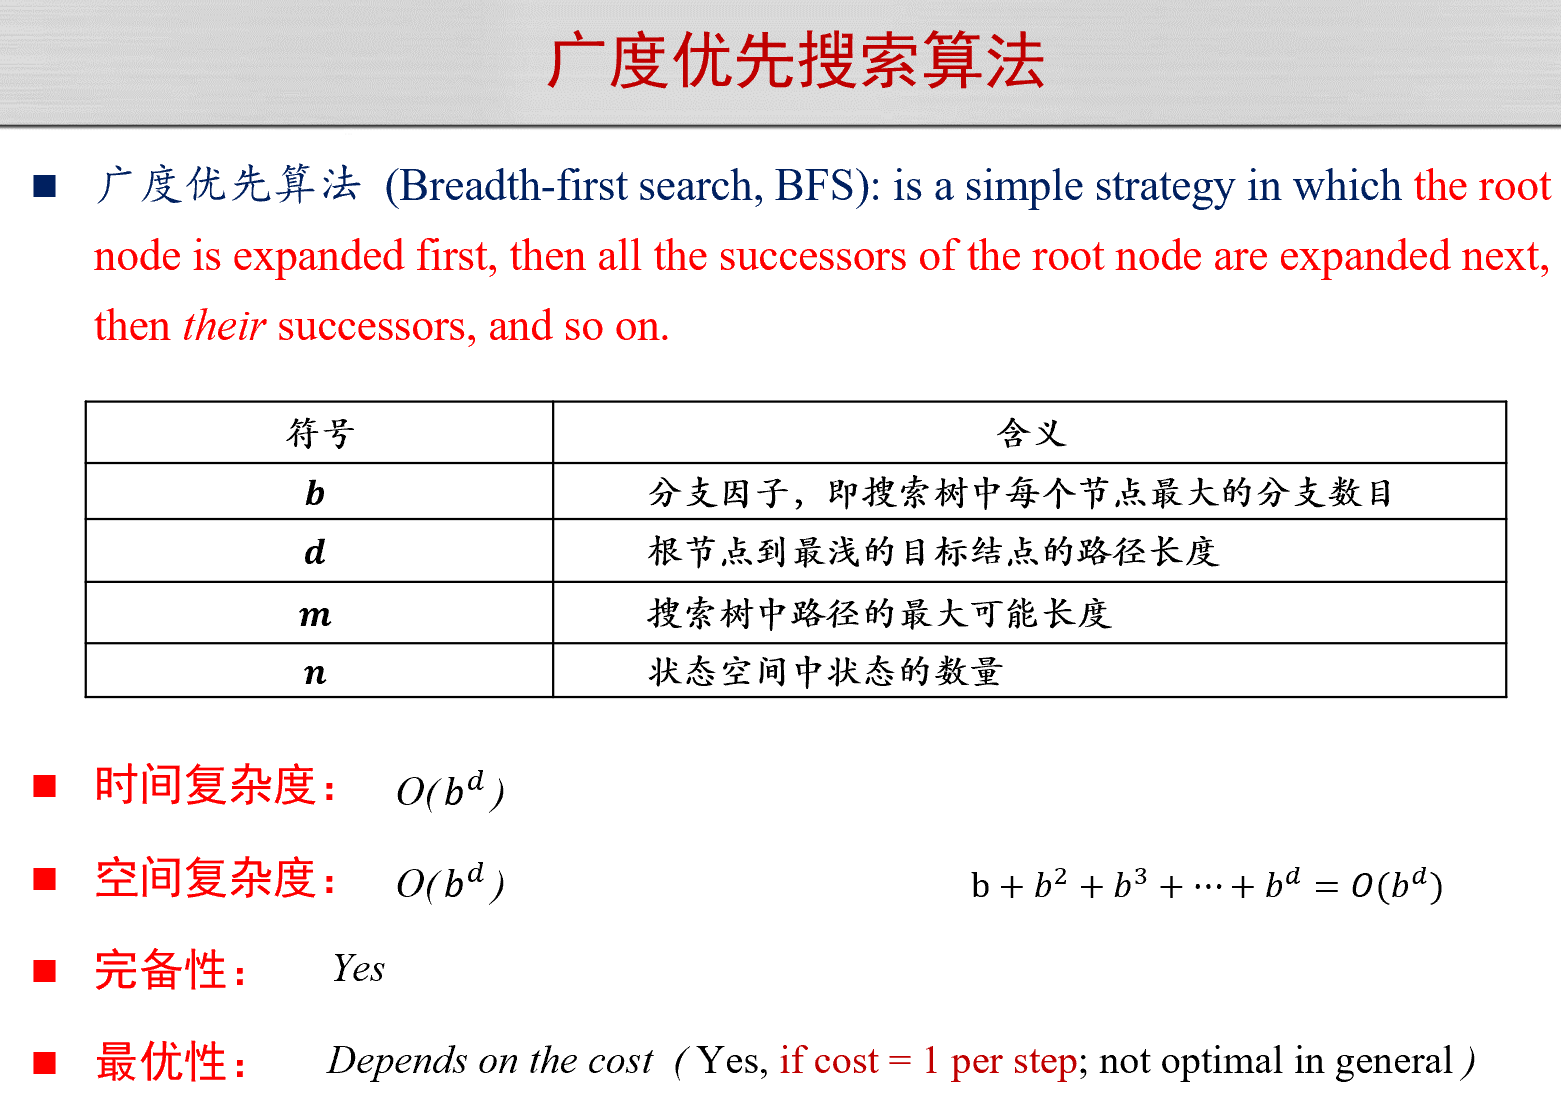 广度优先搜索算法
■ 广度优先算法 (Breadth-first search, BFS): is a simple strategy in which the root
node is expanded first, then all the successors of the root node are expanded next,
then their successors, and so on.
符号 含义
b 分支因子，即搜索树中每个节点最大的分支数目
d 根节点到最浅的目标结点的路径长度
m 搜索树中路径的最大可能长度
n 状态空间中状态的数量
■ 时间复杂度： O(b^d)
■ 空间复杂度： O(b^d) b + b^2 + b^3 + ⋯ + b^d = O(b^d)
■ 完备性： Yes
■ 最优性： Depends on the cost ( Yes, if cost = 1 per step; not optimal in general )